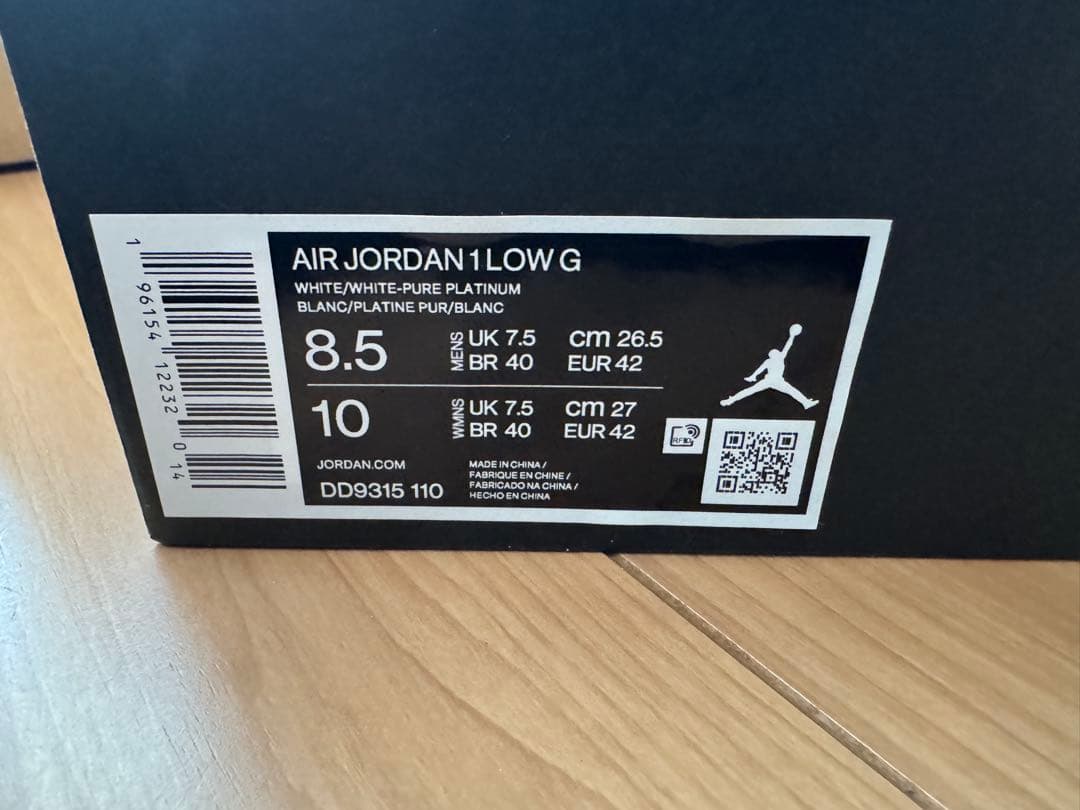 AIR JORDAN 1 LOW G
WHITE/WHITE-PURE PLATINUM
BLANC/PLATINE PUR/BLANC
8.5 MENS UK 7.5 cm 26.5
BR 40 EUR 42
10 WMNS UK 7.5 cm 27
BR 40 EUR 42
RFID
JORDAN.COM
DD9315 110
MADE IN CHINA /
FABRIQUE EN CHINE /
FABRICADO NA CHINA /
HECHO EN CHINA
1 96154 12232 0 14